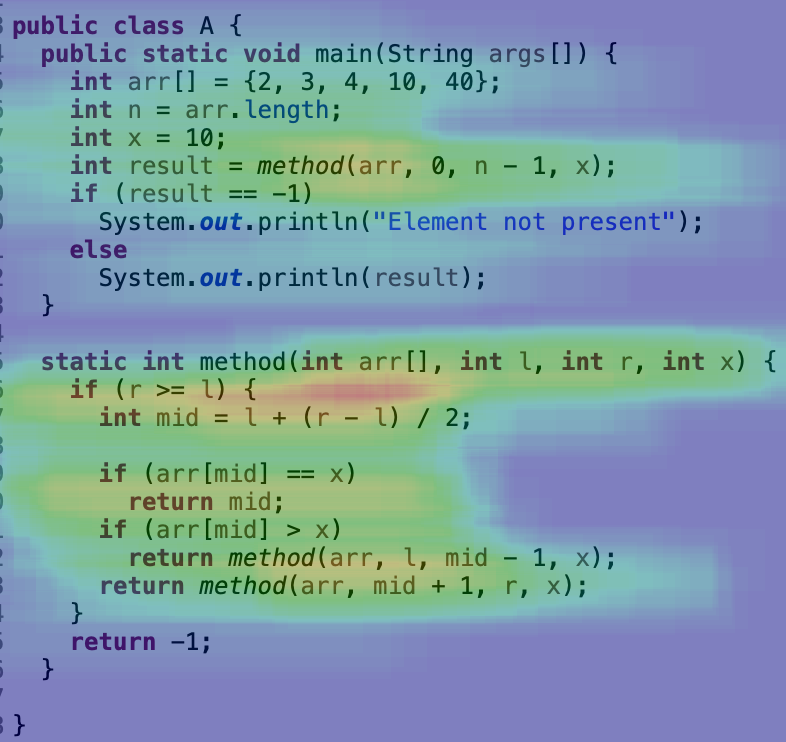 public class A {
public static void main(String args[]) {
int arr[] = {2, 3, 4, 10, 40};
int n = arr.length;
int x = 10;
int result = method(arr, 0, n - 1, x);
if (result == -1)
System.out.println("Element not present");
else
System.out.println(result);
}
static int method(int arr[], int l, int r, int x) {
if (r >= l) {
int mid = l + (r - l) / 2;
if (arr[mid] == x)
return mid;
if (arr[mid] > x)
return method(arr, l, mid - 1, x);
return method(arr, mid + 1, r, x);
}
return -1;
}
}